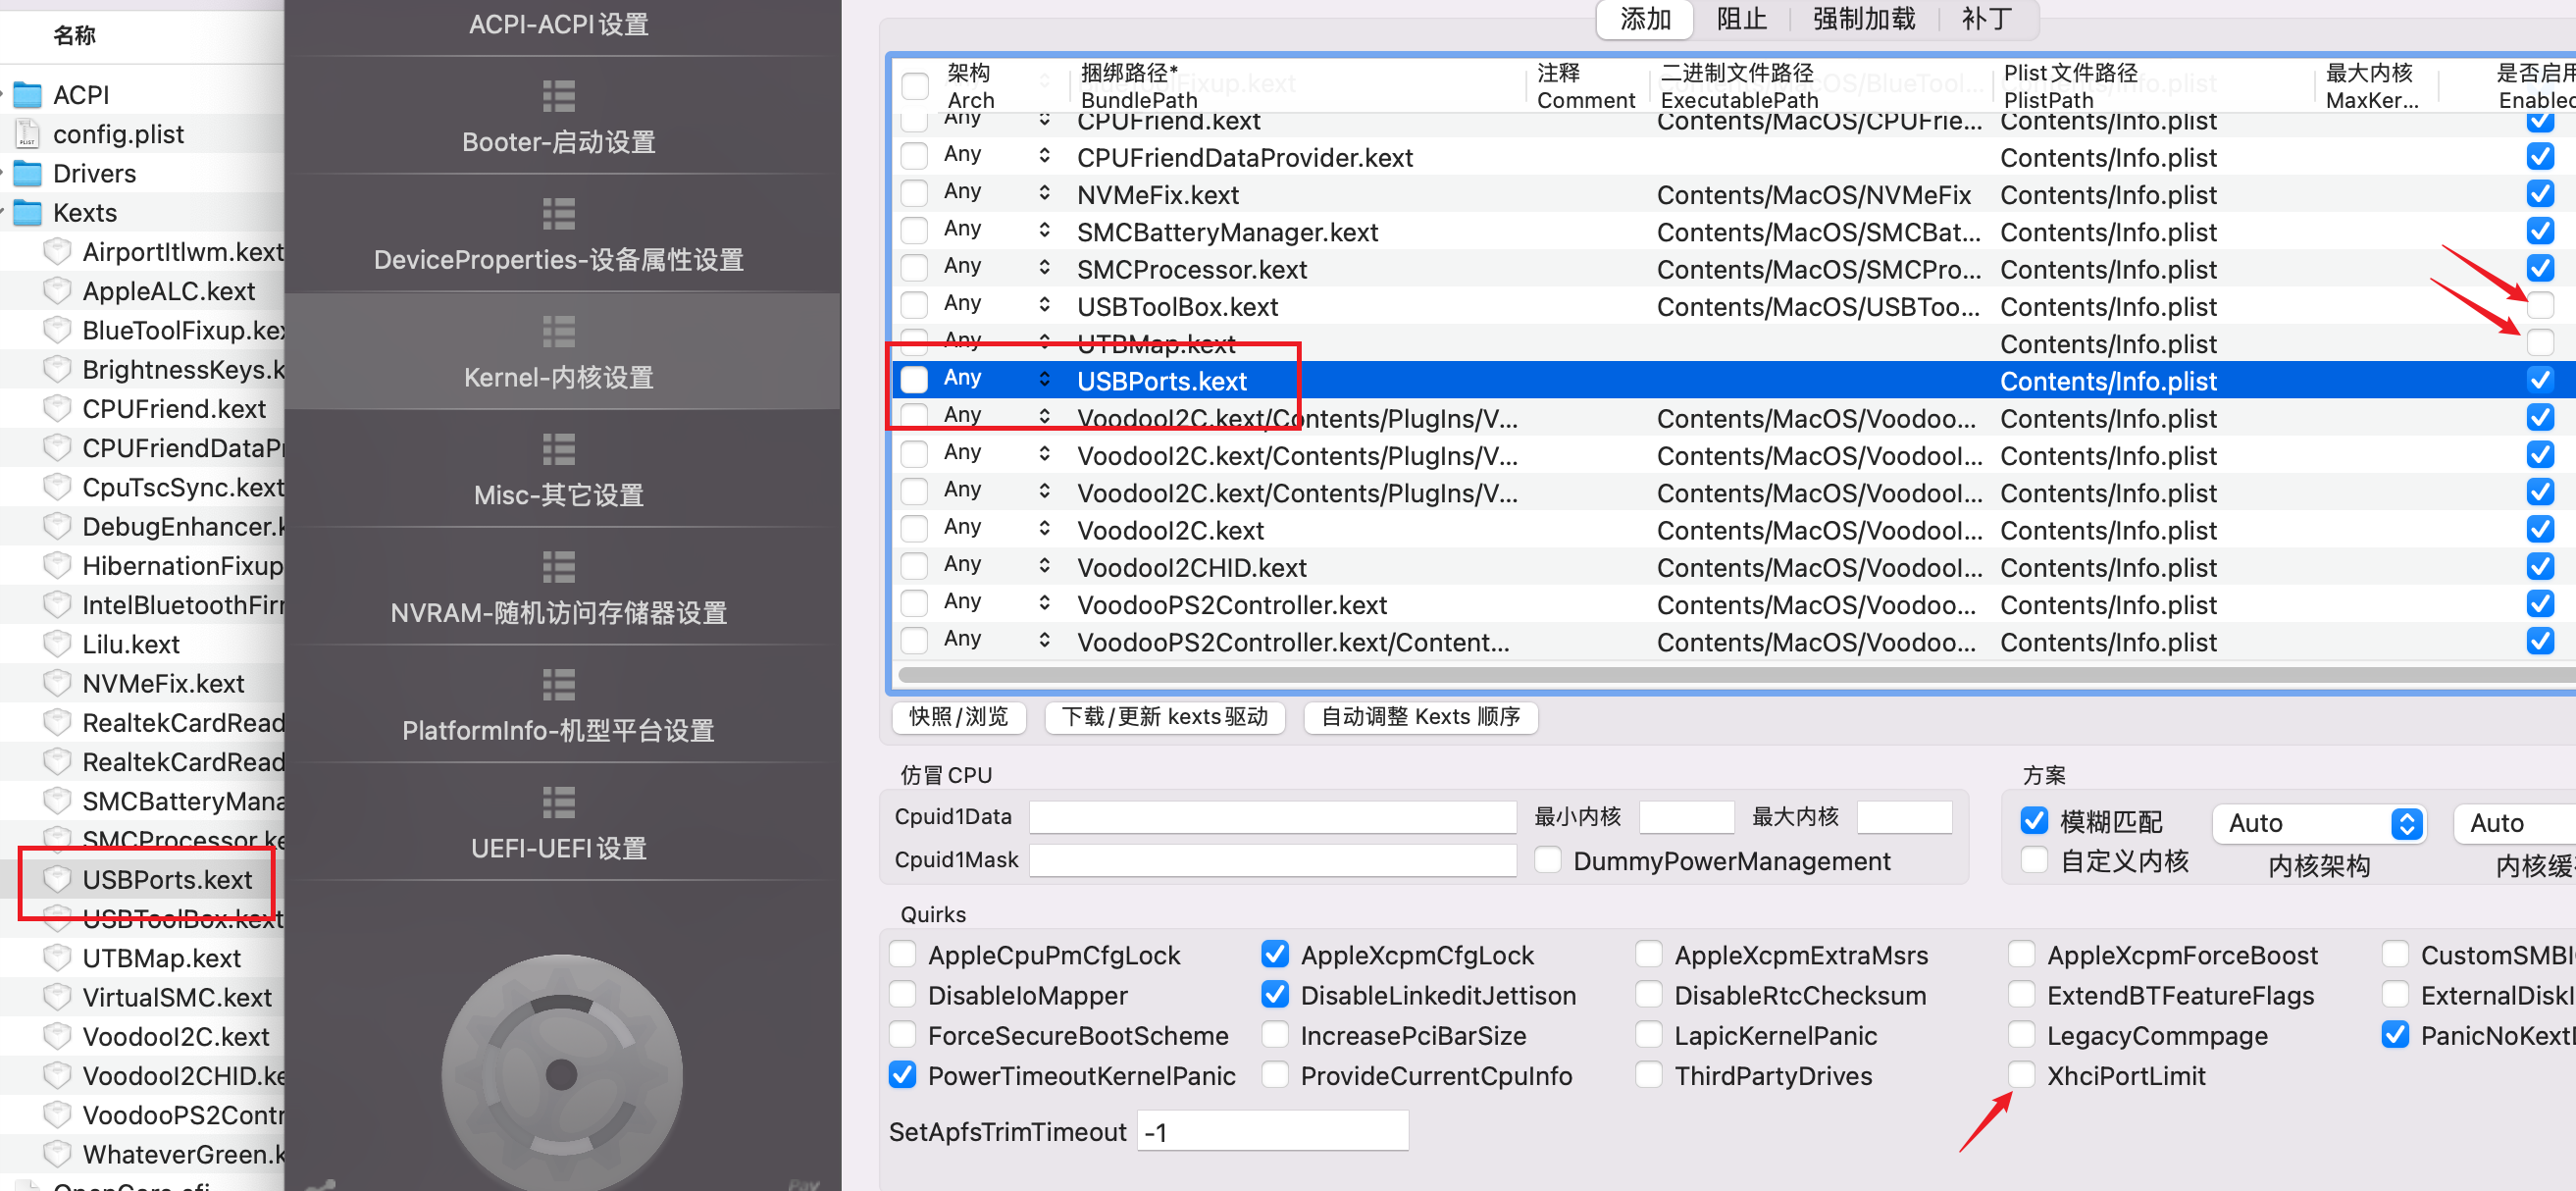 名称
ACPI
config.plist
Drivers
Kexts
AirportItlwm.kext
AppleALC.kext
BlueToolFixup.kex
BrightnessKeys.k
CPUFriend.kext
CPUFriendDataP
CpuTscSync.kext
DebugEnhancer.k
HibernationFixup
IntelBluetoothFir
Lilu.kext
NVMeFix.kext
RealtekCardRead
RealtekCardRead
SMCBatteryMana
SMCProcessor.ke
USBPorts.kext
USBToolBox.kext
UTBMap.kext
VirtualSMC.kext
VoodooI2C.kext
VoodooI2CHID.ke
VoodooPS2Contr
WhateverGreen.k
OpenCore.efi
ACPI-ACPI设置
Booter-启动设置
DeviceProperties-设备属性设置
Kernel-内核设置
Misc-其它设置
NVRAM-随机访问存储器设置
PlatformInfo-机型平台设置
UEFI-UEFI设置
Pay
添加 阻止 强制加载 补丁
架构 捆绑路径* 注释 二进制文件路径 Plist文件路径 最大内核 是否启用
Arch BundlePath Comment ExecutablePath PlistPath MaxKer... Enabled
Any BlueToolFixup.kext Contents/MacOS/BlueTool... Contents/Info.plist
Any CPUFriend.kext Contents/MacOS/CPUFrie... Contents/Info.plist
Any CPUFriendDataProvider.kext Contents/Info.plist
Any NVMeFix.kext Contents/MacOS/NVMeFix Contents/Info.plist
Any SMCBatteryManager.kext Contents/MacOS/SMCBat... Contents/Info.plist
Any SMCProcessor.kext Contents/MacOS/SMCPro... Contents/Info.plist
Any USBToolBox.kext Contents/MacOS/USBToo... Contents/Info.plist
Any UTBMap.kext Contents/Info.plist
Any USBPorts.kext Contents/Info.plist
Any VoodooI2C.kext/Contents/PlugIns/V... Contents/MacOS/Voodoo... Contents/Info.plist
Any VoodooI2C.kext/Contents/PlugIns/V... Contents/MacOS/VoodooI... Contents/Info.plist
Any VoodooI2C.kext/Contents/PlugIns/V... Contents/MacOS/VoodooI... Contents/Info.plist
Any VoodooI2C.kext Contents/MacOS/VoodooI... Contents/Info.plist
Any VoodooI2CHID.kext Contents/MacOS/VoodooI... Contents/Info.plist
Any VoodooPS2Controller.kext Contents/MacOS/Voodoo... Contents/Info.plist
Any VoodooPS2Controller.kext/Content... Contents/MacOS/Voodoo... Contents/Info.plist
快照/浏览 下载/更新 kexts驱动 自动调整 Kexts 顺序
仿冒CPU 方案
Cpuid1Data 最小内核 最大内核 模糊匹配 Auto Auto
Cpuid1Mask DummyPowerManagement 自定义内核 内核架构 内核缓
Quirks
AppleCpuPmCfgLock AppleXcpmCfgLock AppleXcpmExtraMsrs AppleXcpmForceBoost CustomSMBI
DisableIoMapper DisableLinkeditJettison DisableRtcChecksum ExtendBTFeatureFlags ExternalDiskI
ForceSecureBootScheme IncreasePciBarSize LapicKernelPanic LegacyCommpage PanicNoKext
PowerTimeoutKernelPanic ProvideCurrentCpuInfo ThirdPartyDrives XhciPortLimit
SetApfsTrimTimeout -1